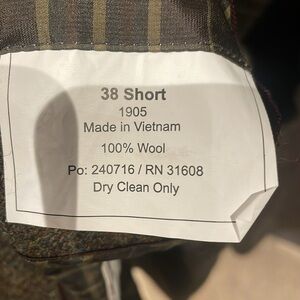 38 Short
1905
Made in Vietnam
100% Wool
Po: 240716 / RN 31608
Dry Clean Only